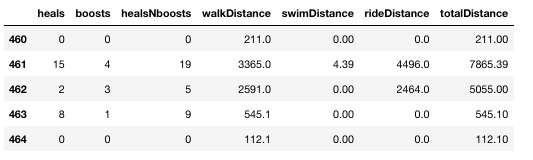 heals boosts healsNboosts walkDistance swimDistance rideDistance totalDistance
460 0 0 0 211.0 0.00 0.0 211.00
461 15 4 19 3365.0 4.39 4496.0 7865.39
462 2 3 5 2591.0 0.00 2464.0 5055.00
463 8 1 9 545.1 0.00 0.0 545.10
464 0 0 0 112.1 0.00 0.0 112.10